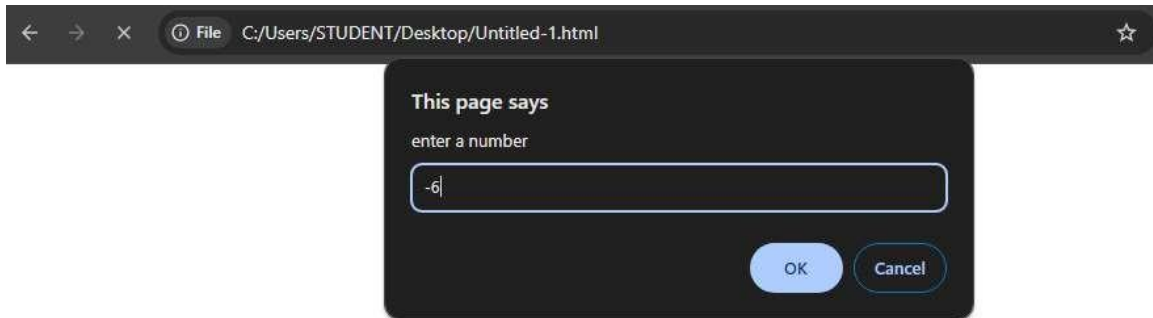 File C:/Users/STUDENT/Desktop/Untitled-1.html
This page says
enter a number
-6
OK Cancel